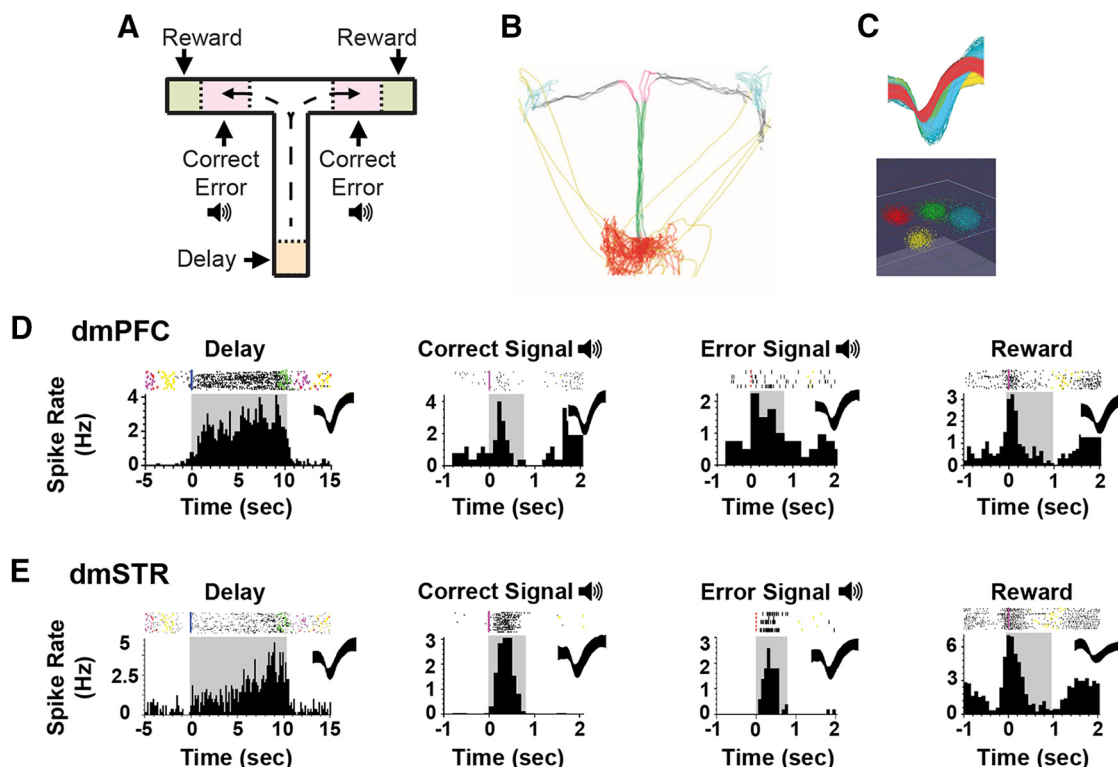 A
Reward
Reward
Correct
Error
Correct
Error
Delay
B
C
D
dmPFC
Delay
Correct Signal
Error Signal
Reward
Spike Rate
(Hz)
4
2
0
-5 0 5 10 15
Time (sec)
4
2
0
-1 0 1 2
Time (sec)
2
1
0
-1 0 1 2
Time (sec)
3
2
1
0
-1 0 1 2
Time (sec)
E
dmSTR
Delay
Correct Signal
Error Signal
Reward
Spike Rate
(Hz)
5
2.5
0
-5 0 5 10 15
Time (sec)
3
2
1
0
-1 0 1 2
Time (sec)
3
2
1
0
-1 0 1 2
Time (sec)
6
3
0
-1 0 1 2
Time (sec)